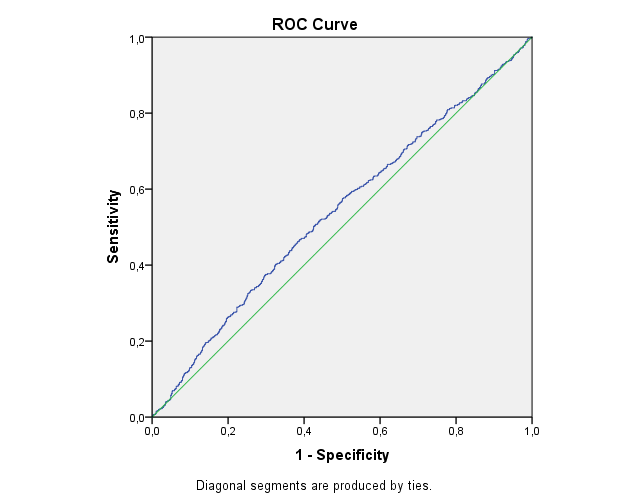 ROC Curve
1,0
0,8
0,6
0,4
0,2
0,0
Sensitivity
0,0 0,2 0,4 0,6 0,8 1,0
1 - Specificity
Diagonal segments are produced by ties.